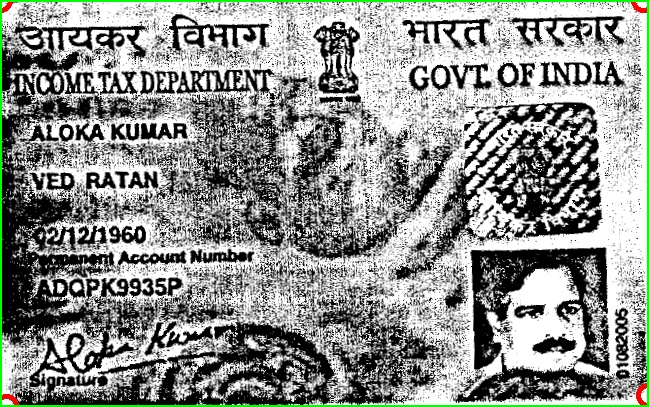 आयकर विभाग
भारत सरकार
INCOME TAX DEPARTMENT
GOVT. OF INDIA
ALOKA KUMAR
VED RATAN
02/12/1960
Permanent Account Number
ADQPK9935P
Aloka Kumar
Signature
01082005